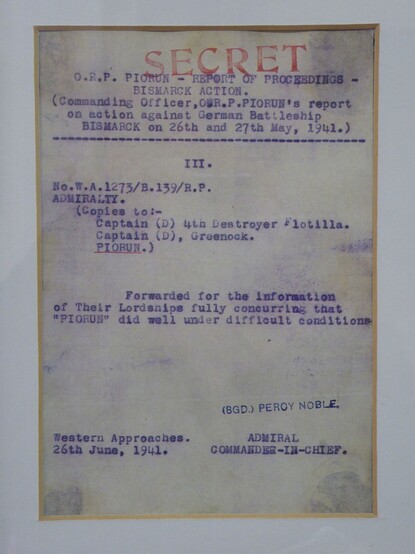 SECRET
O.R.P. PIORUN - REPORT OF PROCEEDINGS -
BISMARCK ACTION.
(Commanding Officer,O.R.P.PIORUN's report
on action against German Battleship
BISMARCK on 26th and 27th May, 1941.)
III.
No.W.A.1273/B.139/R.P.
ADMIRALTY.
(Copies to:-
Captain (D) 4th Destroyer Flotilla.
Captain (D), Greenock.
PIORUN.)
Forwarded for the information
of Their Lordships fully concurring that
"PIORUN" did well under difficult conditions
(SGD.) PERCY NOBLE.
Western Approaches. ADMIRAL
26th June, 1941. COMMANDER-IN-CHIEF.